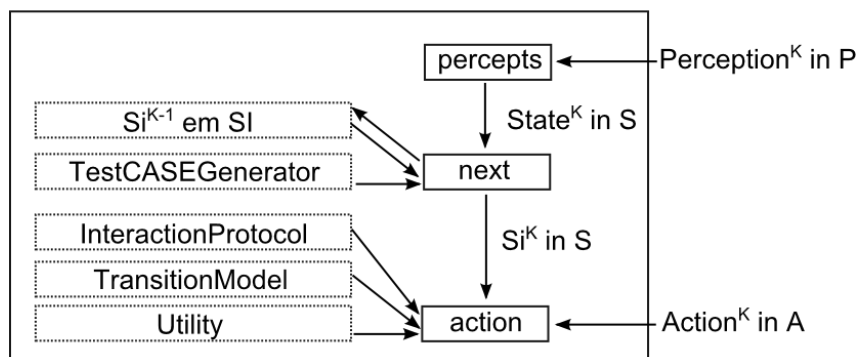 percepts
Perception^K in P
Si^K-1 em SI
State^K in S
TestCASEGenerator
next
InteractionProtocol
Si^K in S
TransitionModel
Utility
action
Action^K in A